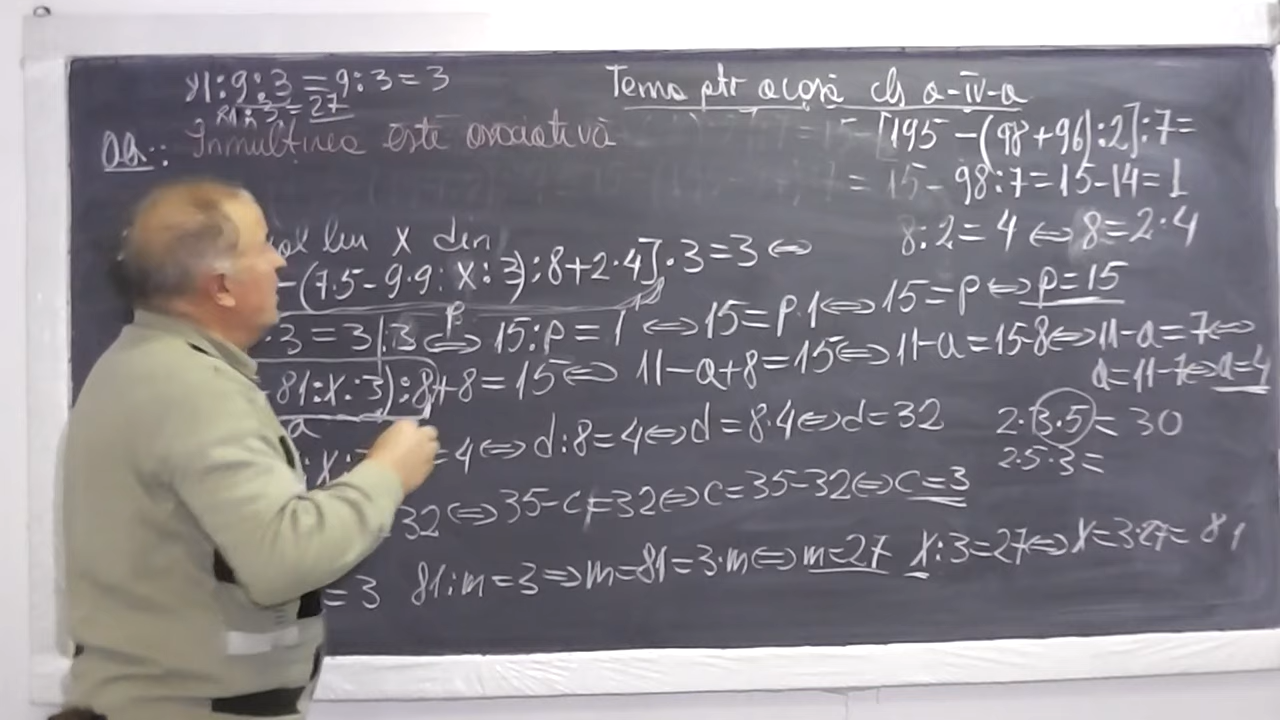 81:9:3=9:3=3
81:3=27
Tema ptr acasă cls a-IV-a
Înmulțirea este asociativă
[195-(98+96):2]:7=
=15-98:7=15-14=1
lui x din
8:2=4⇔8=2·4
-(7·5-9·9:x:3):8+2·4]·3=3⇔
p
·3=3|:3⇔15:p=1⇔15=p·1⇔15=p⇔p=15
81:x:3):8+8=15⇔11-a+8=15⇔11-a=15-8⇔11-a=7⇔
a=11-7⇔a=4
a
=4⇔d:8=4⇔d=8·4⇔d=32
2·(3·5)=30
2·5·3=
32⇔35-c=32⇔c=35-32⇔c=3
=3 81:m=3⇒m=81=3·m⇔m=27 x:3=27⇔x=3·27=81